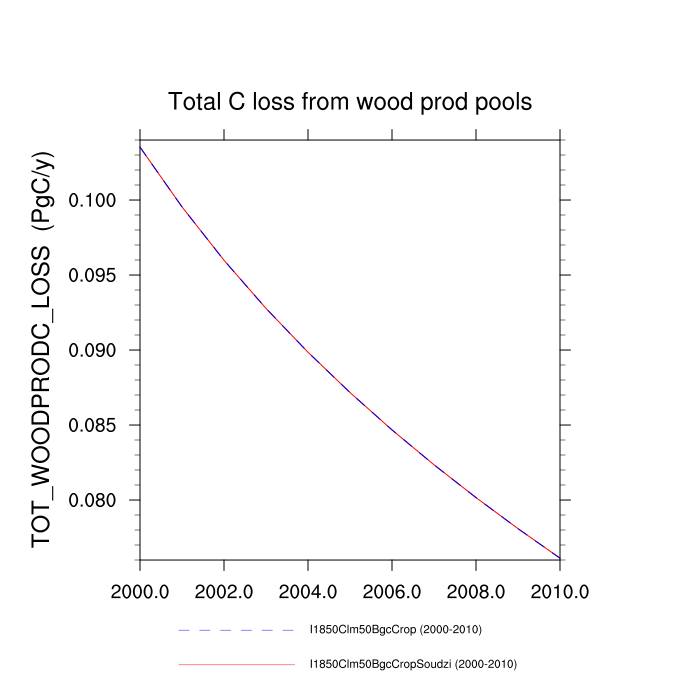 Total C loss from wood prod pools
TOT_WOODPRODC_LOSS (PgC/y)
0.100
0.095
0.090
0.085
0.080
2000.0 2002.0 2004.0 2006.0 2008.0 2010.0
I1850Clm50BgcCrop (2000-2010)
I1850Clm50BgcCropSoudzi (2000-2010)